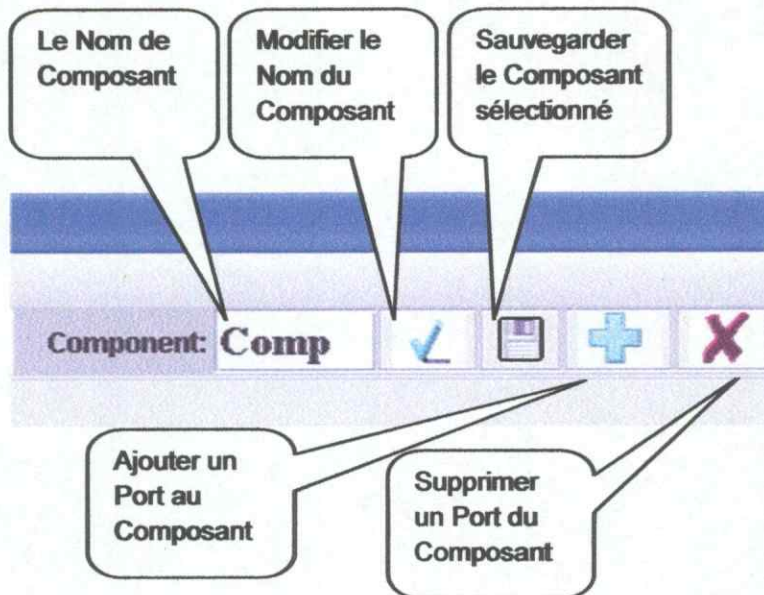 Le Nom de
Composant
Modifier le
Nom du
Composant
Sauvegarder
le Composant
sélectionné
Component: Comp
Ajouter un
Port au
Composant
Supprimer
un Port du
Composant